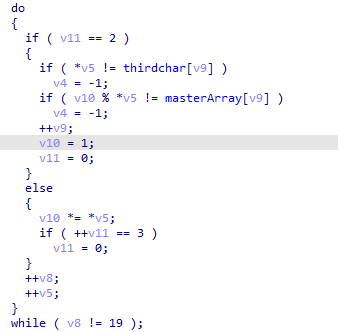 do
{
if ( v11 == 2 )
{
if ( *v5 != thirdchar[v9] )
v4 = -1;
if ( v10 % *v5 != masterArray[v9] )
v4 = -1;
++v9;
v10 = 1;
v11 = 0;
}
else
{
v10 *= *v5;
if ( ++v11 == 3 )
v11 = 0;
}
++v8;
++v5;
}
while ( v8 != 19 );